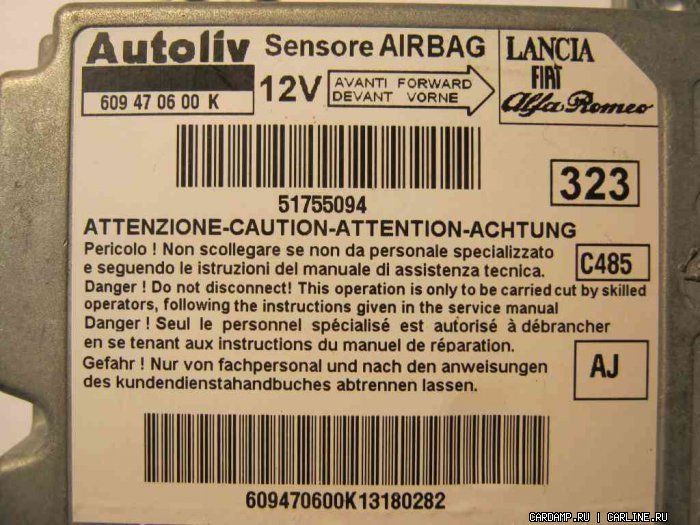 Autoliv Sensore AIRBAG
LANCIA
FIAT
Alfa Romeo
609 47 06 00 K
12V
AVANTI FORWARD
DEVANT VORNE
51755094
323
ATTENZIONE-CAUTION-ATTENTION-ACHTUNG
Pericolo ! Non scollegare se non da personale specializzato
e seguendo le istruzioni del manuale di assistenza tecnica.
C485
Danger ! Do not disconnect! This operation is only to be carried cut by skilled
operators, following the instructions given in the service manual
Danger ! Seul le personnel spécialisé est autorisé à débrancher
en se tenant aux instructions du manuel de réparation.
AJ
Gefahr ! Nur von fachpersonal und nach den anweisungen
des kundendienstahandbuches abtrennen lassen.
609470600K13180282
CARDAMP.RU | CARLINE.RU